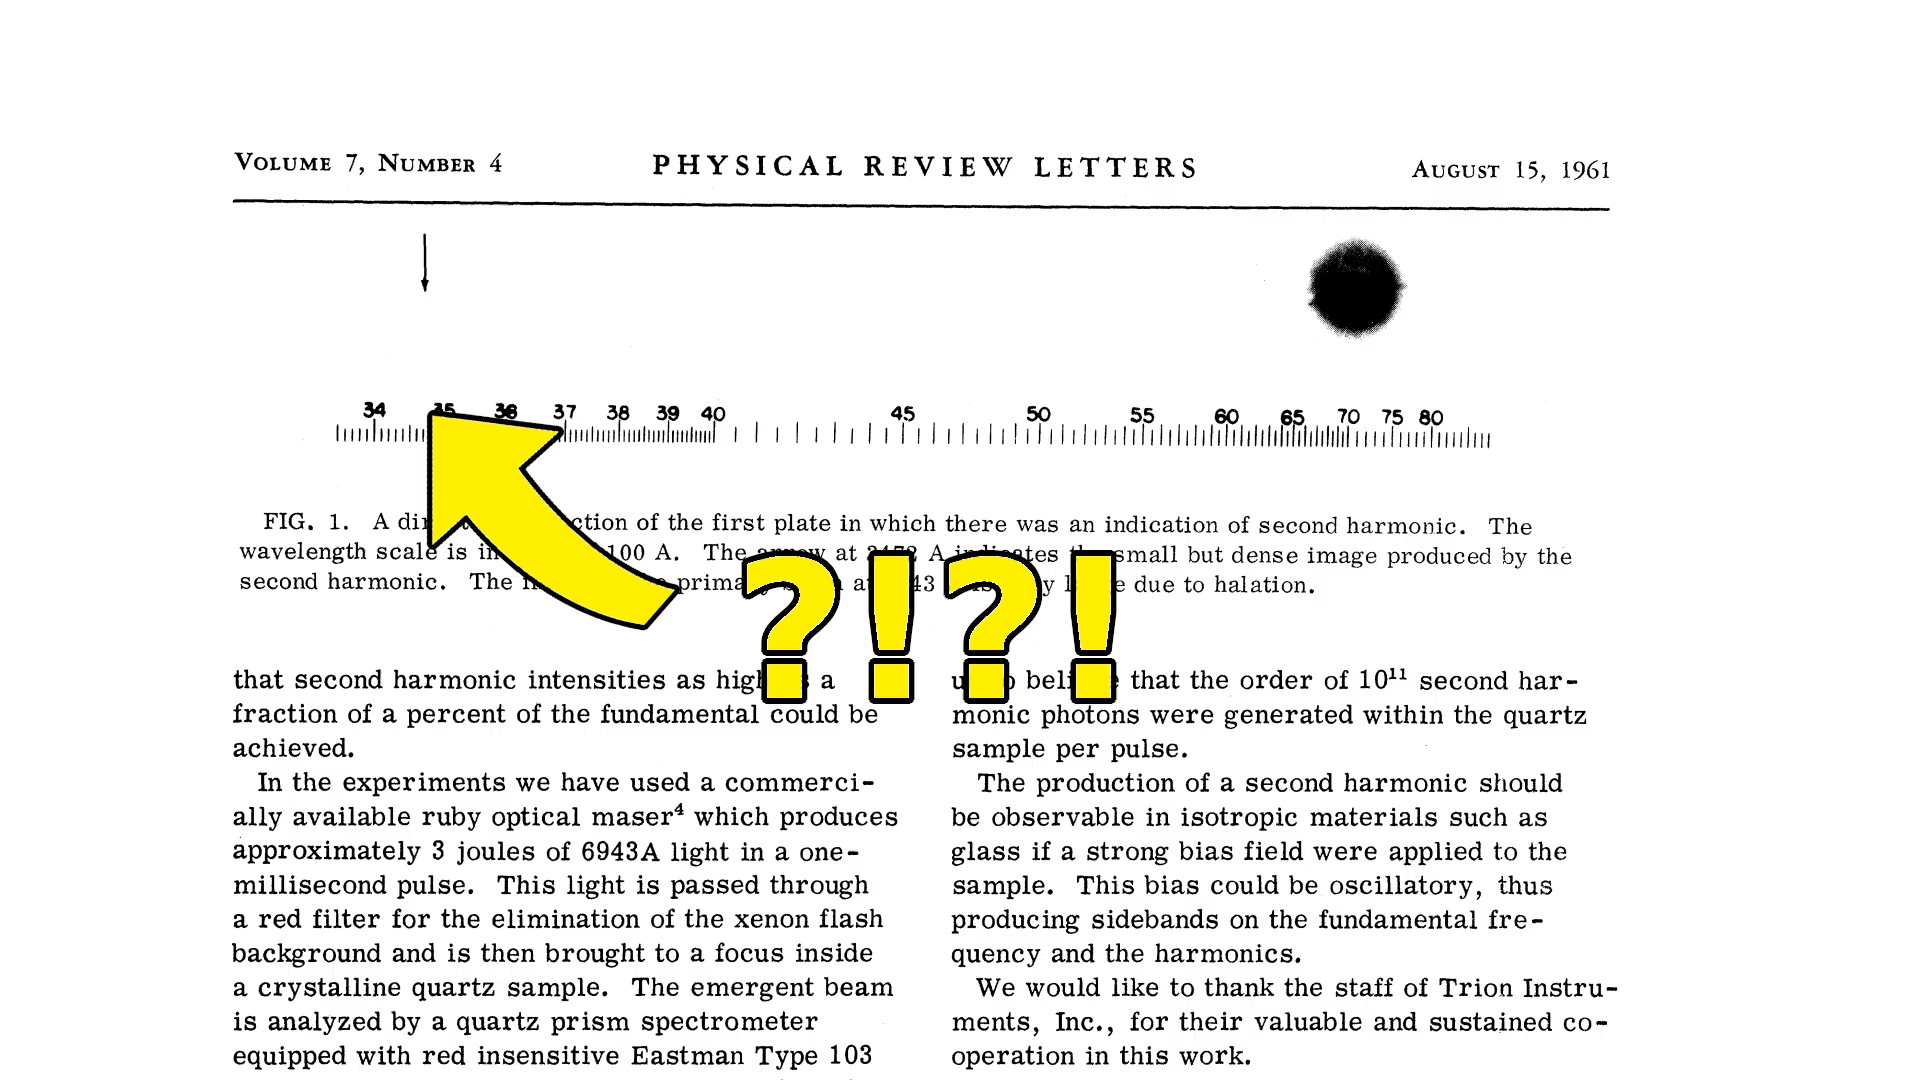 VOLUME 7, NUMBER 4 PHYSICAL REVIEW LETTERS AUGUST 15, 1961
34 35 36 37 38 39 40 45 50 55 60 65 70 75 80
FIG. 1. A ction of the first plate in which there was an indication of second harmonic. The
wavelength scale is in 100 A. The arrow at A indicates small but dense image produced by the
second harmonic. The due to halation.
?!?!
that second harmonic intensities as high a
fraction of a percent of the fundamental could be
achieved.
In the experiments we have used a commerci-
ally available ruby optical maser⁴ which produces
approximately 3 joules of 6943A light in a one-
millisecond pulse. This light is passed through
a red filter for the elimination of the xenon flash
background and is then brought to a focus inside
a crystalline quartz sample. The emergent beam
is analyzed by a quartz prism spectrometer
equipped with red insensitive Eastman Type 103
that the order of 10¹¹ second har-
monic photons were generated within the quartz
sample per pulse.
The production of a second harmonic should
be observable in isotropic materials such as
glass if a strong bias field were applied to the
sample. This bias could be oscillatory, thus
producing sidebands on the fundamental fre-
quency and the harmonics.
We would like to thank the staff of Trion Instru-
ments, Inc., for their valuable and sustained co-
operation in this work.